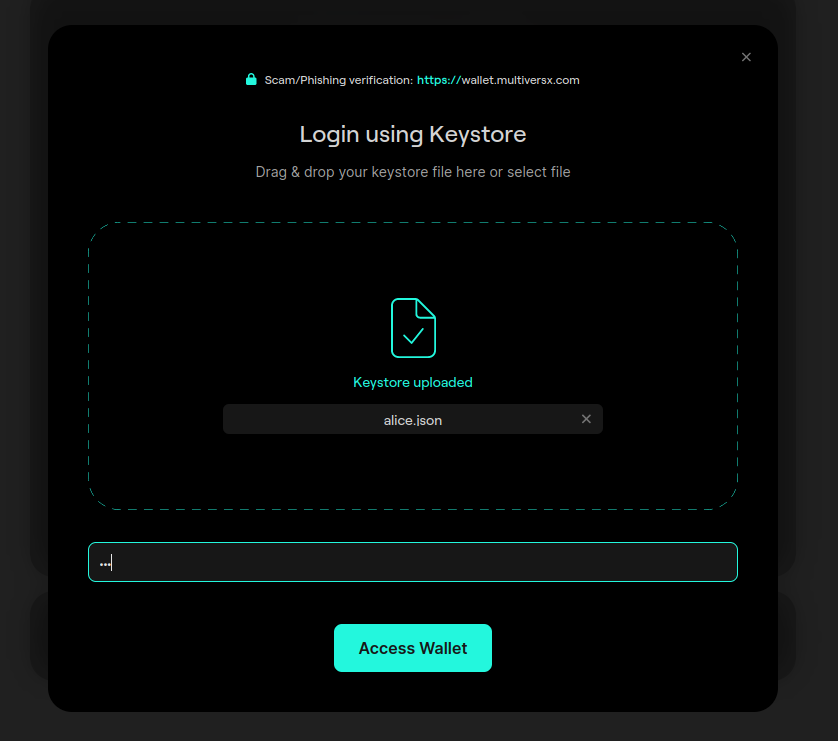 Scam/Phishing verification: https://wallet.multiversx.com
Login using Keystore
Drag & drop your keystore file here or select file
Keystore uploaded
alice.json
•••
Access Wallet